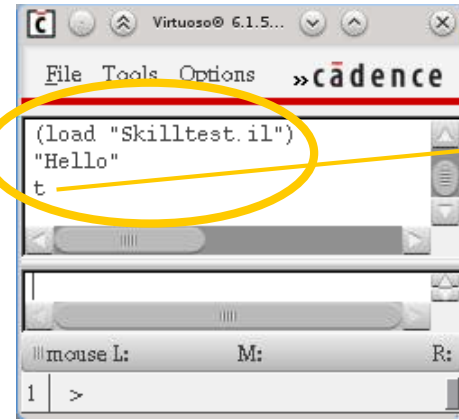 Virtuoso® 6.1.5...
File Tools Options »cādence
(load "Skilltest.il")
"Hello"
t
mouse L: M: R:
1 >